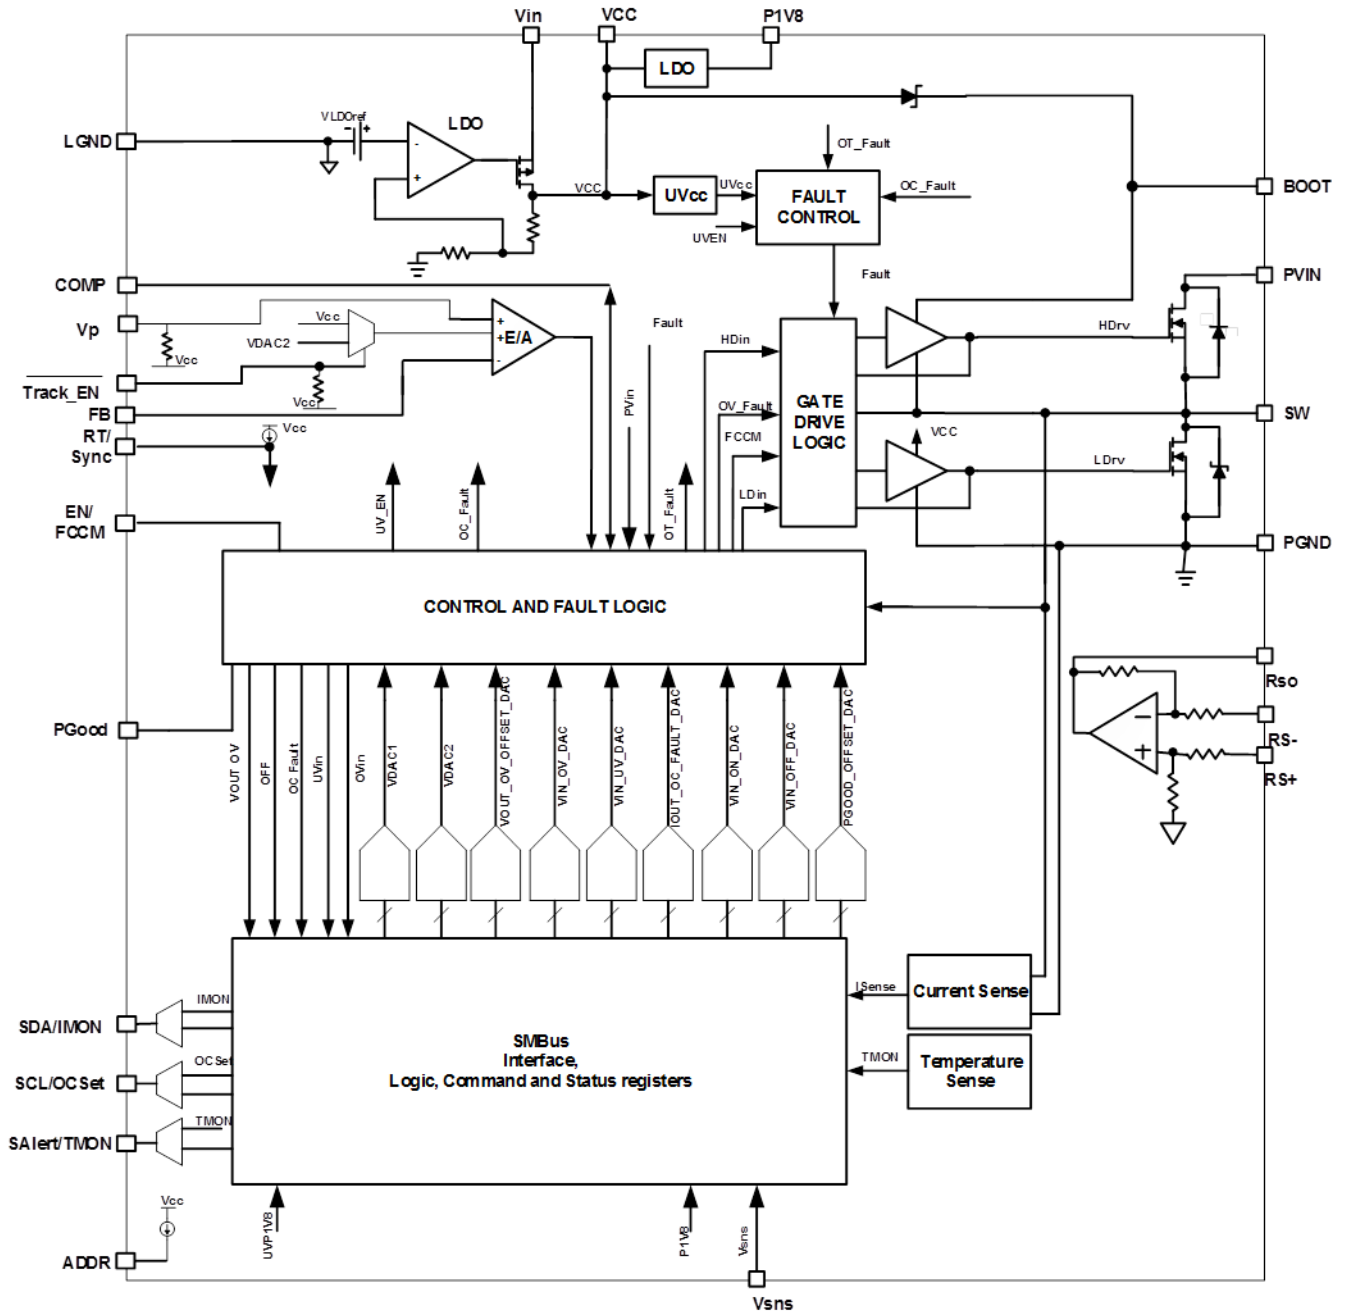 Vin
VCC
P1V8
LDO
VLDOref
- +
LDO
LGND
-
+
OT_Fault
VCC
UVcc
UVcc
FAULT
CONTROL
OC_Fault
BOOT
UVEN
COMP
Fault
PVIN
Vp
Vcc
VDAC2
+
+E/A
-
Fault
HDin
HDrv
Vcc
Track_EN
Vcc
PVin
OV_Fault
GATE
DRIVE
LOGIC
SW
FB
RT/
Sync
Vcc
FCCM
VCC
LDrv
LDin
EN/
FCCM
UV_EN
OC_Fault
OT_Fault
PGND
CONTROL AND FAULT LOGIC
Rso
RS-
RS+
−
+
PGood
VOUT OV
OFF
OC Fault
UVin
OVin
VDAC1
VDAC2
VOUT_OV_OFFSET_DAC
VIN_OV_DAC
VIN_UV_DAC
IOUT_OC_FAULT_DAC
VIN_ON_DAC
VIN_OFF_DAC
PGOOD_OFFSET_DAC
IMON
SDA/IMON
ISense
Current Sense
SMBus
Interface,
Logic, Command and Status registers
OCSet
SCL/OCSet
TMON
Temperature
Sense
TMON
SAlert/TMON
Vcc
ADDR
UVP1V8
P1V8
Vsns
Vsns